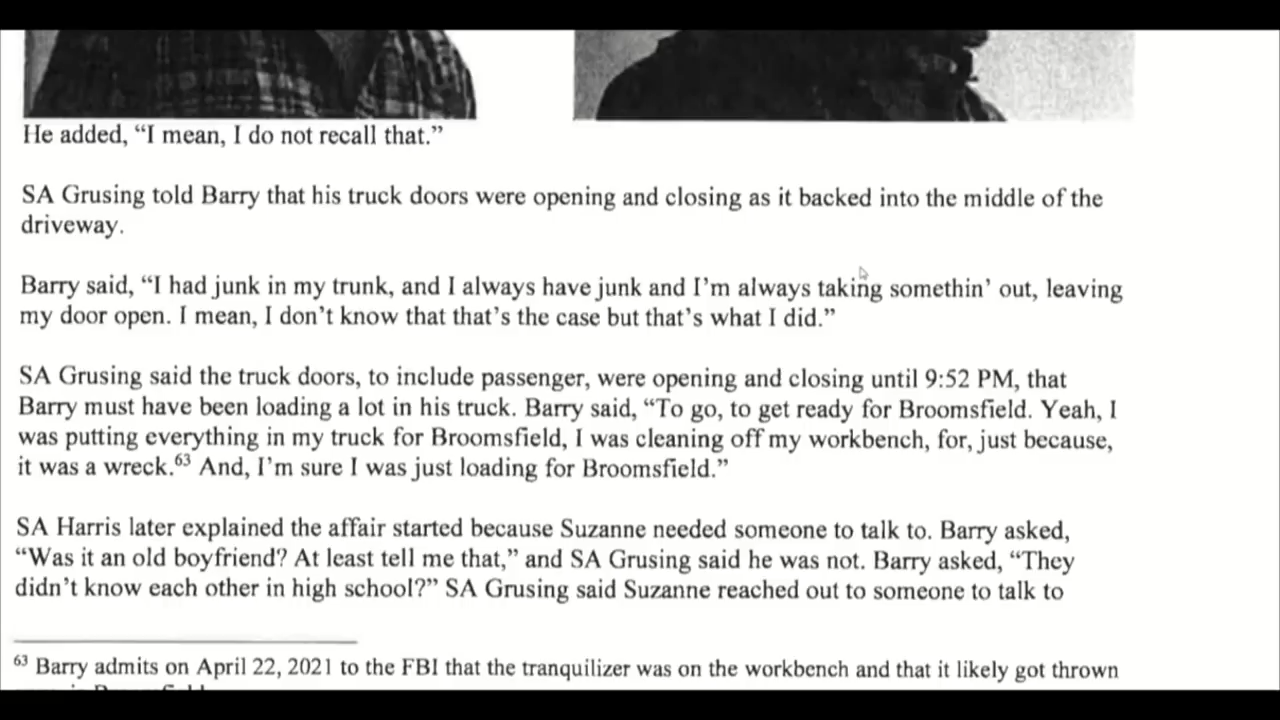 He added, “I mean, I do not recall that.”
SA Grusing told Barry that his truck doors were opening and closing as it backed into the middle of the
driveway.
Barry said, “I had junk in my trunk, and I always have junk and I’m always taking somethin’ out, leaving
my door open. I mean, I don’t know that that’s the case but that’s what I did.”
SA Grusing said the truck doors, to include passenger, were opening and closing until 9:52 PM, that
Barry must have been loading a lot in his truck. Barry said, “To go, to get ready for Broomsfield. Yeah, I
was putting everything in my truck for Broomsfield, I was cleaning off my workbench, for, just because,
it was a wreck.⁶³ And, I’m sure I was just loading for Broomsfield.”
SA Harris later explained the affair started because Suzanne needed someone to talk to. Barry asked,
“Was it an old boyfriend? At least tell me that,” and SA Grusing said he was not. Barry asked, “They
didn’t know each other in high school?” SA Grusing said Suzanne reached out to someone to talk to
⁶³ Barry admits on April 22, 2021 to the FBI that the tranquilizer was on the workbench and that it likely got thrown